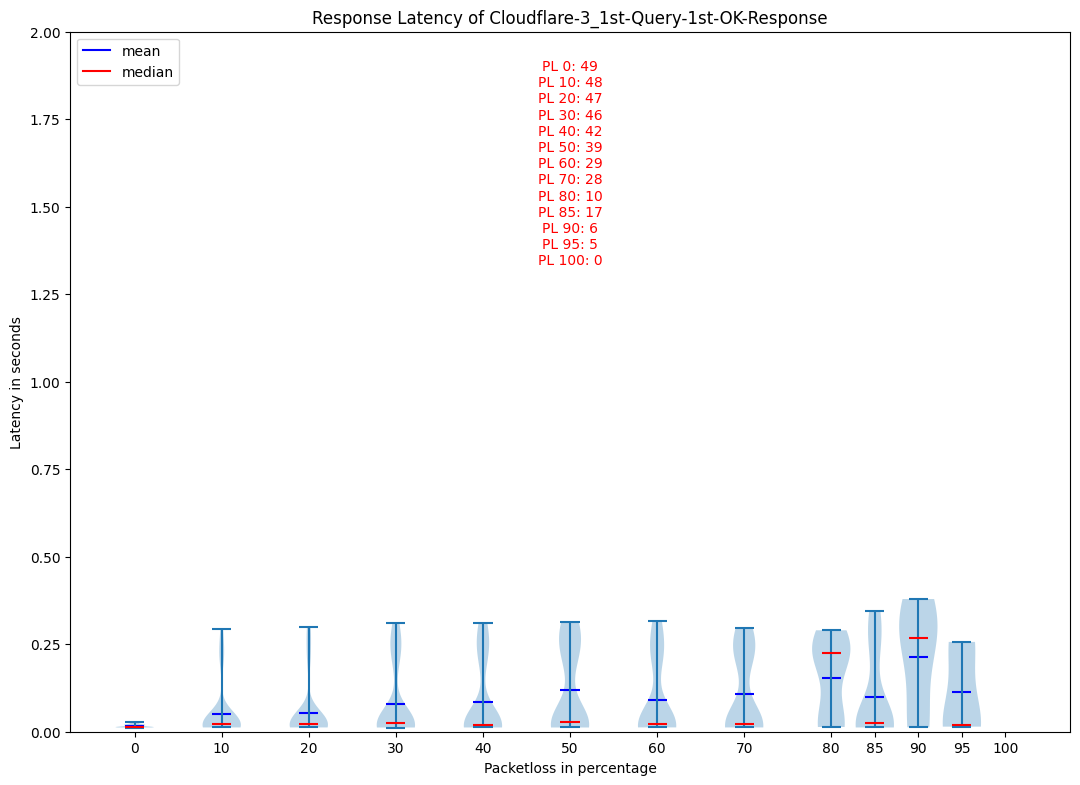 Response Latency of Cloudflare-3_1st-Query-1st-OK-Response
mean
median
PL 0: 49
PL 10: 48
PL 20: 47
PL 30: 46
PL 40: 42
PL 50: 39
PL 60: 29
PL 70: 28
PL 80: 10
PL 85: 17
PL 90: 6
PL 95: 5
PL 100: 0
Latency in seconds
2.00
1.75
1.50
1.25
1.00
0.75
0.50
0.25
0.00
0 10 20 30 40 50 60 70 80 85 90 95 100
Packetloss in percentage